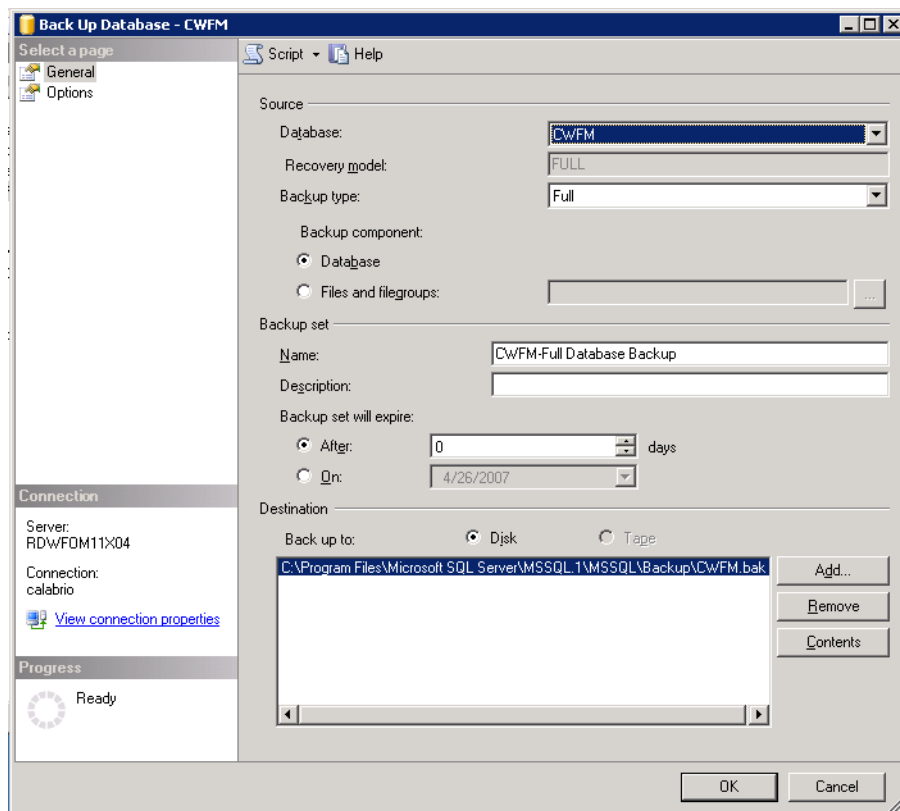 Back Up Database - CWFM
Select a page
General
Options
Script Help
Source
Database: CWFM
Recovery model: FULL
Backup type: Full
Backup component:
Database
Files and filegroups: ...
Backup set
Name: CWFM-Full Database Backup
Description:
Backup set will expire:
After: 0 days
On: 4/26/2007
Destination
Back up to: Disk Tape
C:\Program Files\Microsoft SQL Server\MSSQL.1\MSSQL\Backup\CWFM.bak
Add...
Remove
Contents
Connection
Server:
RDWFOM11X04
Connection:
calabrio
View connection properties
Progress
Ready
OK Cancel